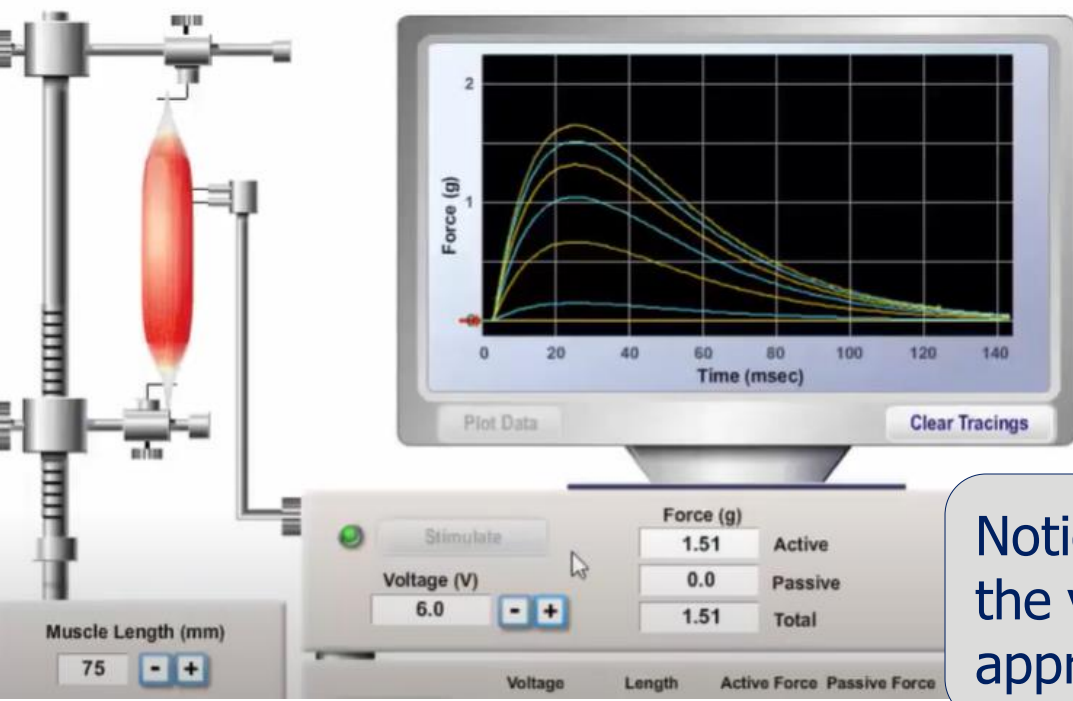 2
1
0
Force (g)
0 20 40 60 80 100 120 140
Time (msec)
Plot Data
Clear Tracings
Stimulate
Voltage (V)
6.0 - +
Force (g)
1.51 Active
0.0 Passive
1.51 Total
Muscle Length (mm)
75 - +
Voltage Length Active Force Passive Force
the